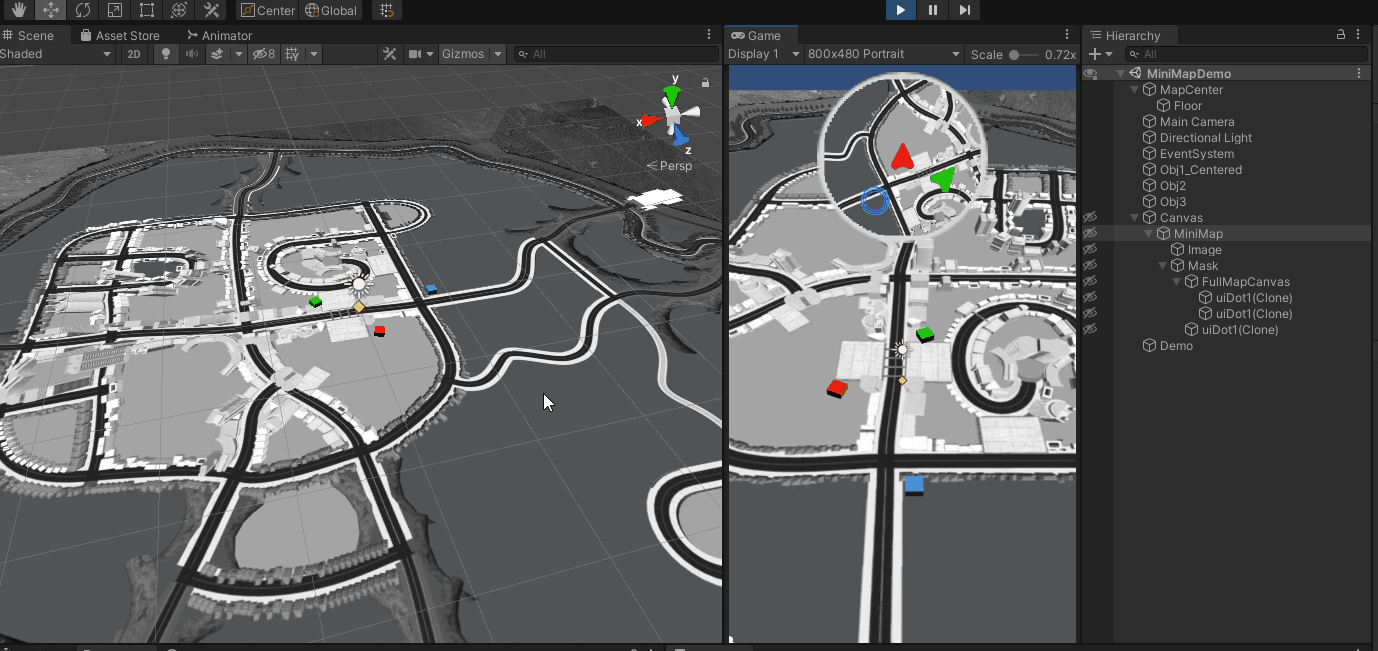 Center Global
Scene Asset Store Animator
Shaded 2D 8 Gizmos All
y
x
z
Persp
Game
Display 1 800x480 Portrait Scale 0.72x
Hierarchy
All
MiniMapDemo
MapCenter
Floor
Main Camera
Directional Light
EventSystem
Obj1_Centered
Obj2
Obj3
Canvas
MiniMap
Image
Mask
FullMapCanvas
uiDot1(Clone)
uiDot1(Clone)
uiDot1(Clone)
Demo